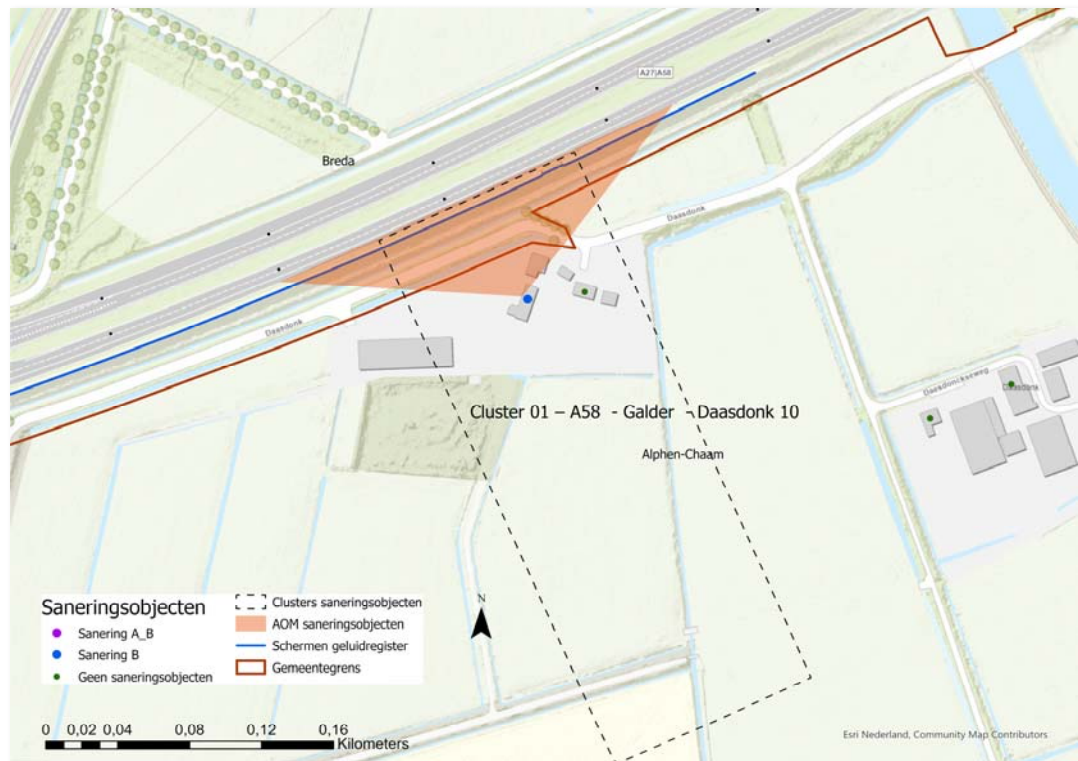 A27|A58
Breda
Daasdonk
Daasdonk
Daasdonckseweg
Daasdonk
Cluster 01 – A58 - Galder – Daasdonk 10
Alphen-Chaam
Saneringsobjecten
Sanering A_B
Sanering B
Geen saneringsobjecten
Clusters saneringsobjecten
AOM saneringsobjecten
Schermen geluidregister
Gemeentegrens
N
0 0,02 0,04 0,08 0,12 0,16
Kilometers
Esri Nederland, Community Map Contributors